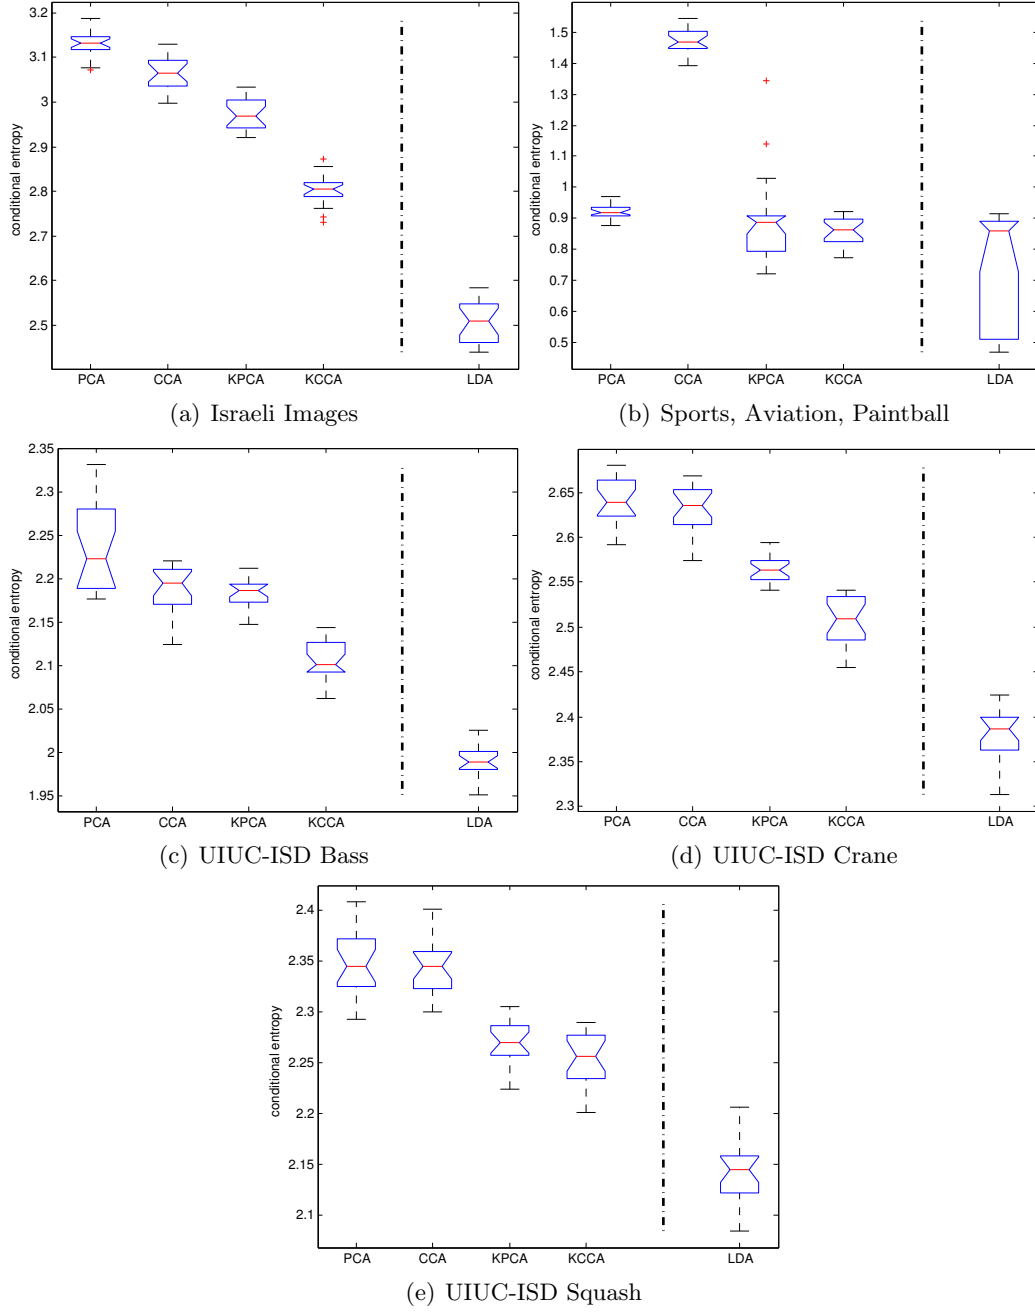 3.2
3.1
3
2.9
2.8
2.7
2.6
2.5
conditional entropy
PCA CCA KPCA KCCA LDA
(a) Israeli Images
1.5
1.4
1.3
1.2
1.1
1
0.9
0.8
0.7
0.6
0.5
conditional entropy
PCA CCA KPCA KCCA LDA
(b) Sports, Aviation, Paintball
2.35
2.3
2.25
2.2
2.15
2.1
2.05
2
1.95
conditional entropy
PCA CCA KPCA KCCA LDA
(c) UIUC-ISD Bass
2.65
2.6
2.55
2.5
2.45
2.4
2.35
2.3
conditional entropy
PCA CCA KPCA KCCA LDA
(d) UIUC-ISD Crane
2.4
2.35
2.3
2.25
2.2
2.15
2.1
conditional entropy
PCA CCA KPCA KCCA LDA
(e) UIUC-ISD Squash